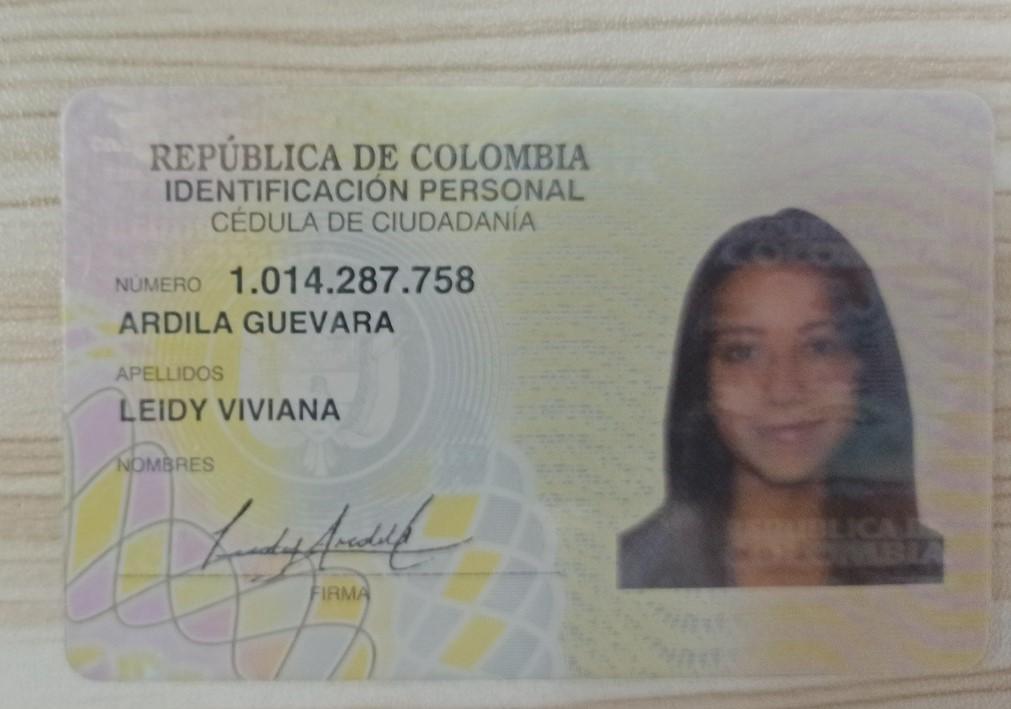 REPÚBLICA DE COLOMBIA
IDENTIFICACIÓN PERSONAL
CÉDULA DE CIUDADANÍA
NÚMERO 1.014.287.758
ARDILA GUEVARA
APELLIDOS
LEIDY VIVIANA
NOMBRES
Leidy Ardila
FIRMA
COLOMBIA
REPÚBLICA DE
COLOMBIA